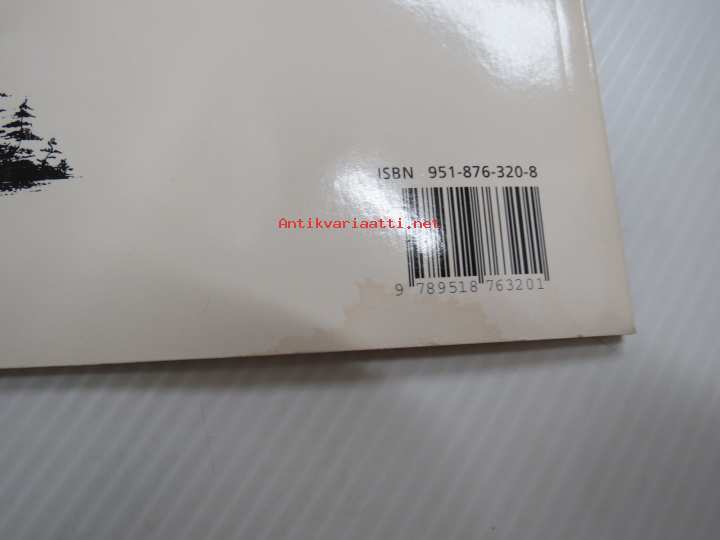 ISBN 951-876-320-8
Antikvariaatti.net
9 789518 763201